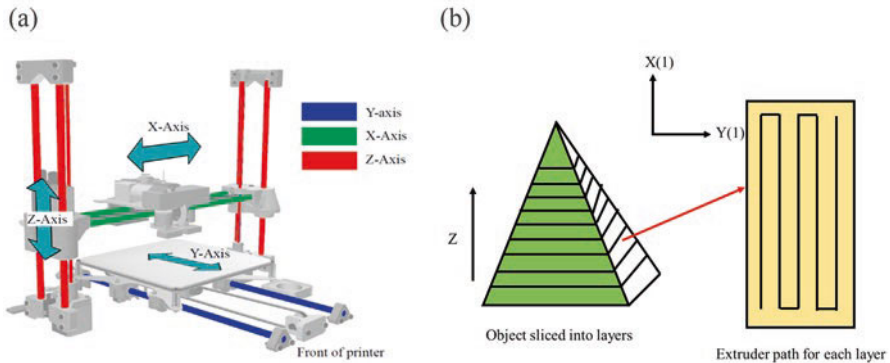 (a)
X-Axis
Z-Axis
Y-Axis
Y-axis
X-Axis
Z-Axis
Front of printer
(b)
X(1)
Y(1)
Z
Object sliced into layers
Extruder path for each layer